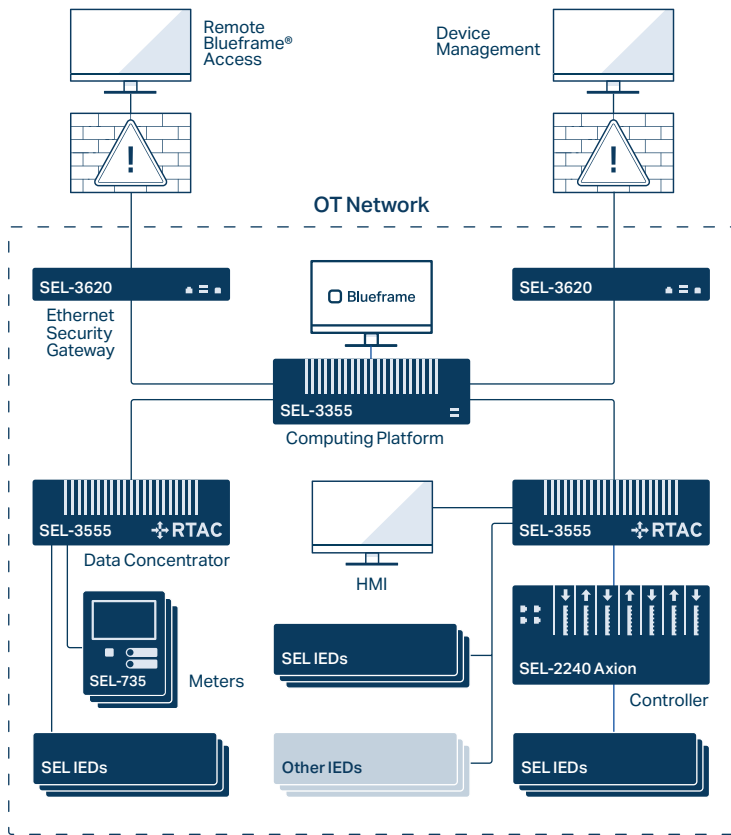 Remote
Blueframe®
Access
Device
Management
!
!
OT Network
SEL-3620
SEL-3620
Ethernet
Security
Gateway
Blueframe
SEL-3355
Computing Platform
SEL-3555
RTAC
SEL-3555
RTAC
Data Concentrator
HMI
SEL-735
Meters
SEL IEDs
SEL-2240 Axion
Controller
SEL IEDs
Other IEDs
SEL IEDs